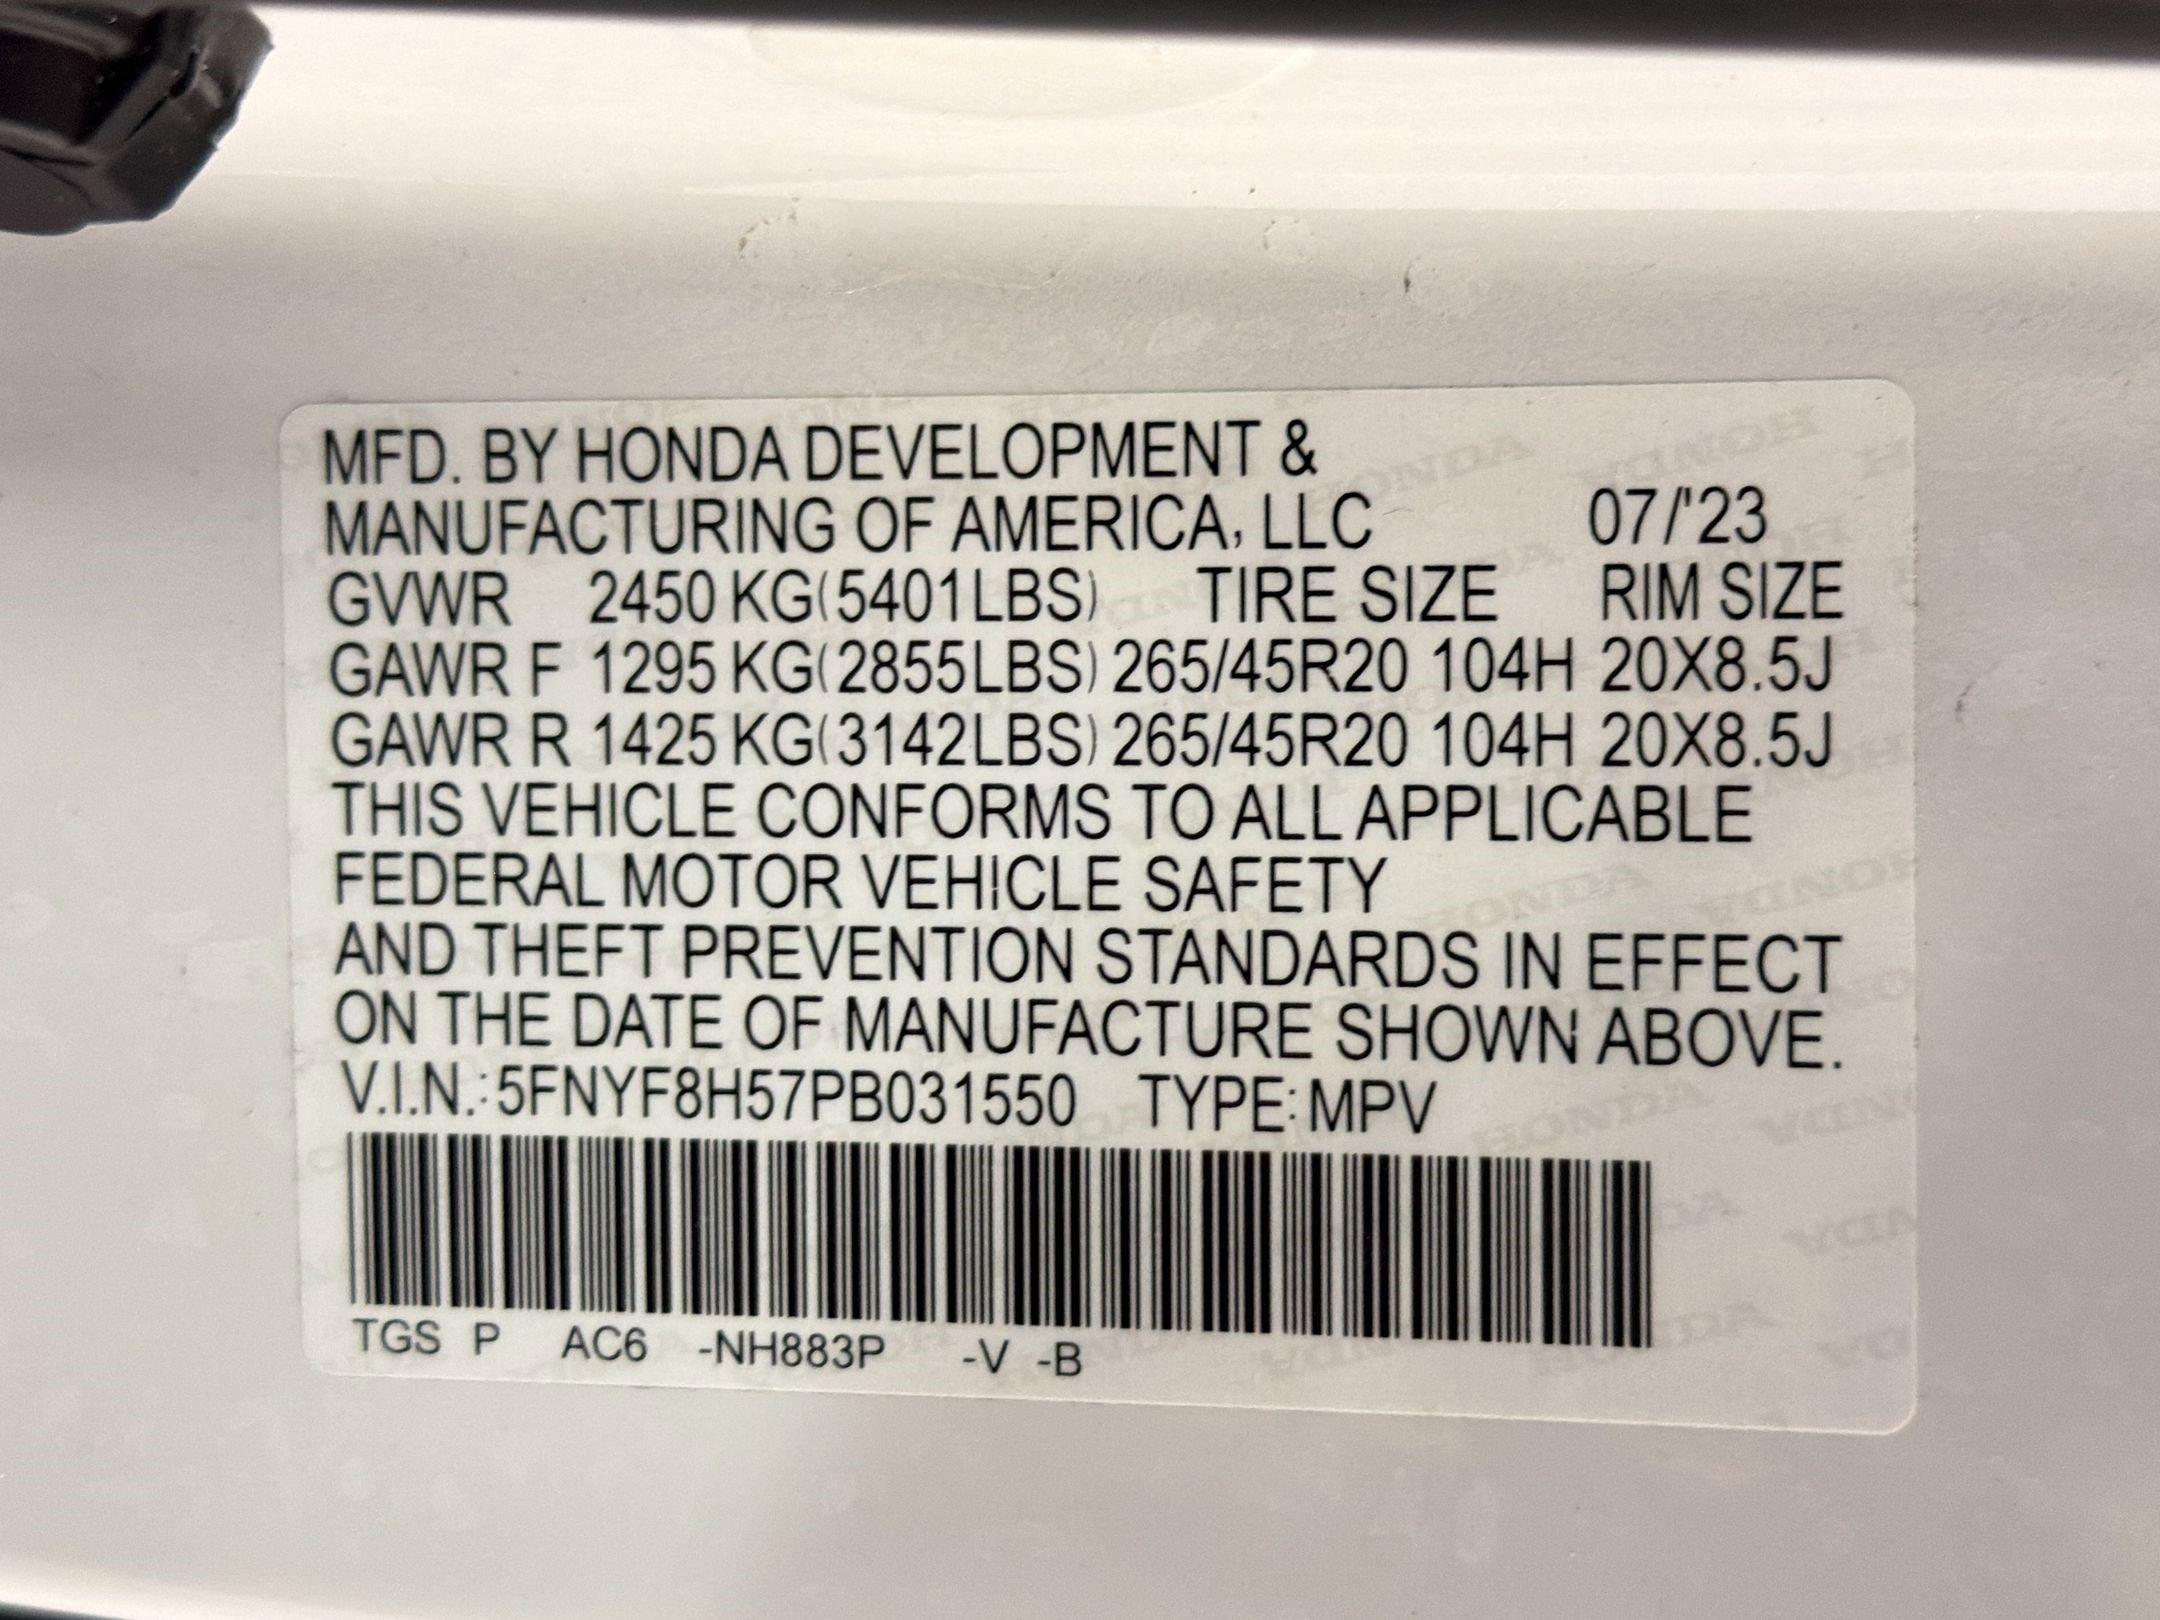 MFD. BY HONDA DEVELOPMENT &
MANUFACTURING OF AMERICA, LLC 07/'23
GVWR 2450 KG(5401LBS) TIRE SIZE RIM SIZE
GAWR F 1295 KG(2855LBS) 265/45R20 104H 20X8.5J
GAWR R 1425 KG(3142LBS) 265/45R20 104H 20X8.5J
THIS VEHICLE CONFORMS TO ALL APPLICABLE
FEDERAL MOTOR VEHICLE SAFETY
AND THEFT PREVENTION STANDARDS IN EFFECT
ON THE DATE OF MANUFACTURE SHOWN ABOVE.
V.I.N.: 5FNYF8H57PB031550 TYPE: MPV
TGS P AC6 -NH883P -V -B